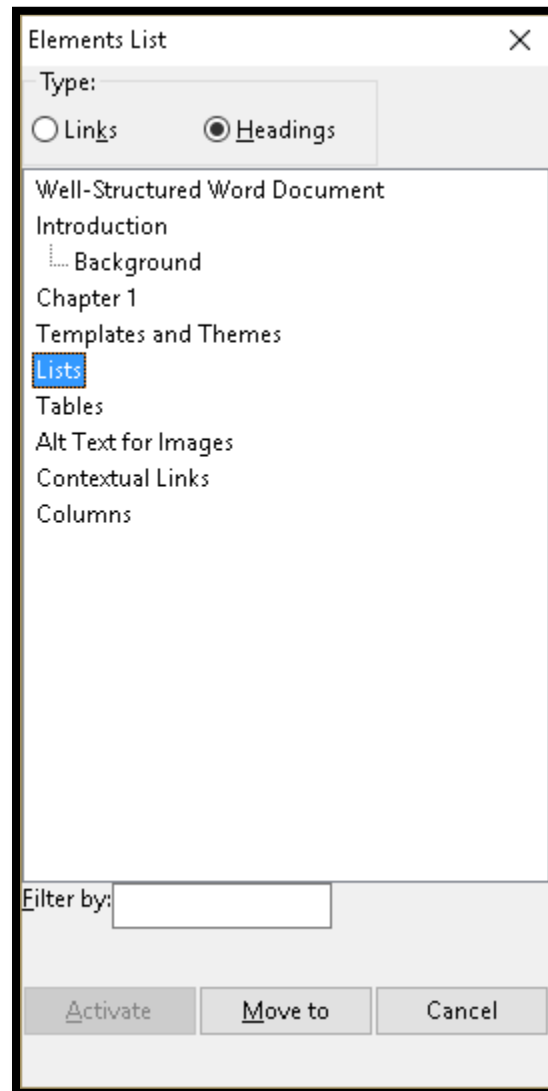 Elements List
Type:
Links Headings
Well-Structured Word Document
Introduction
Background
Chapter 1
Templates and Themes
Lists
Tables
Alt Text for Images
Contextual Links
Columns
Filter by:
Activate Move to Cancel